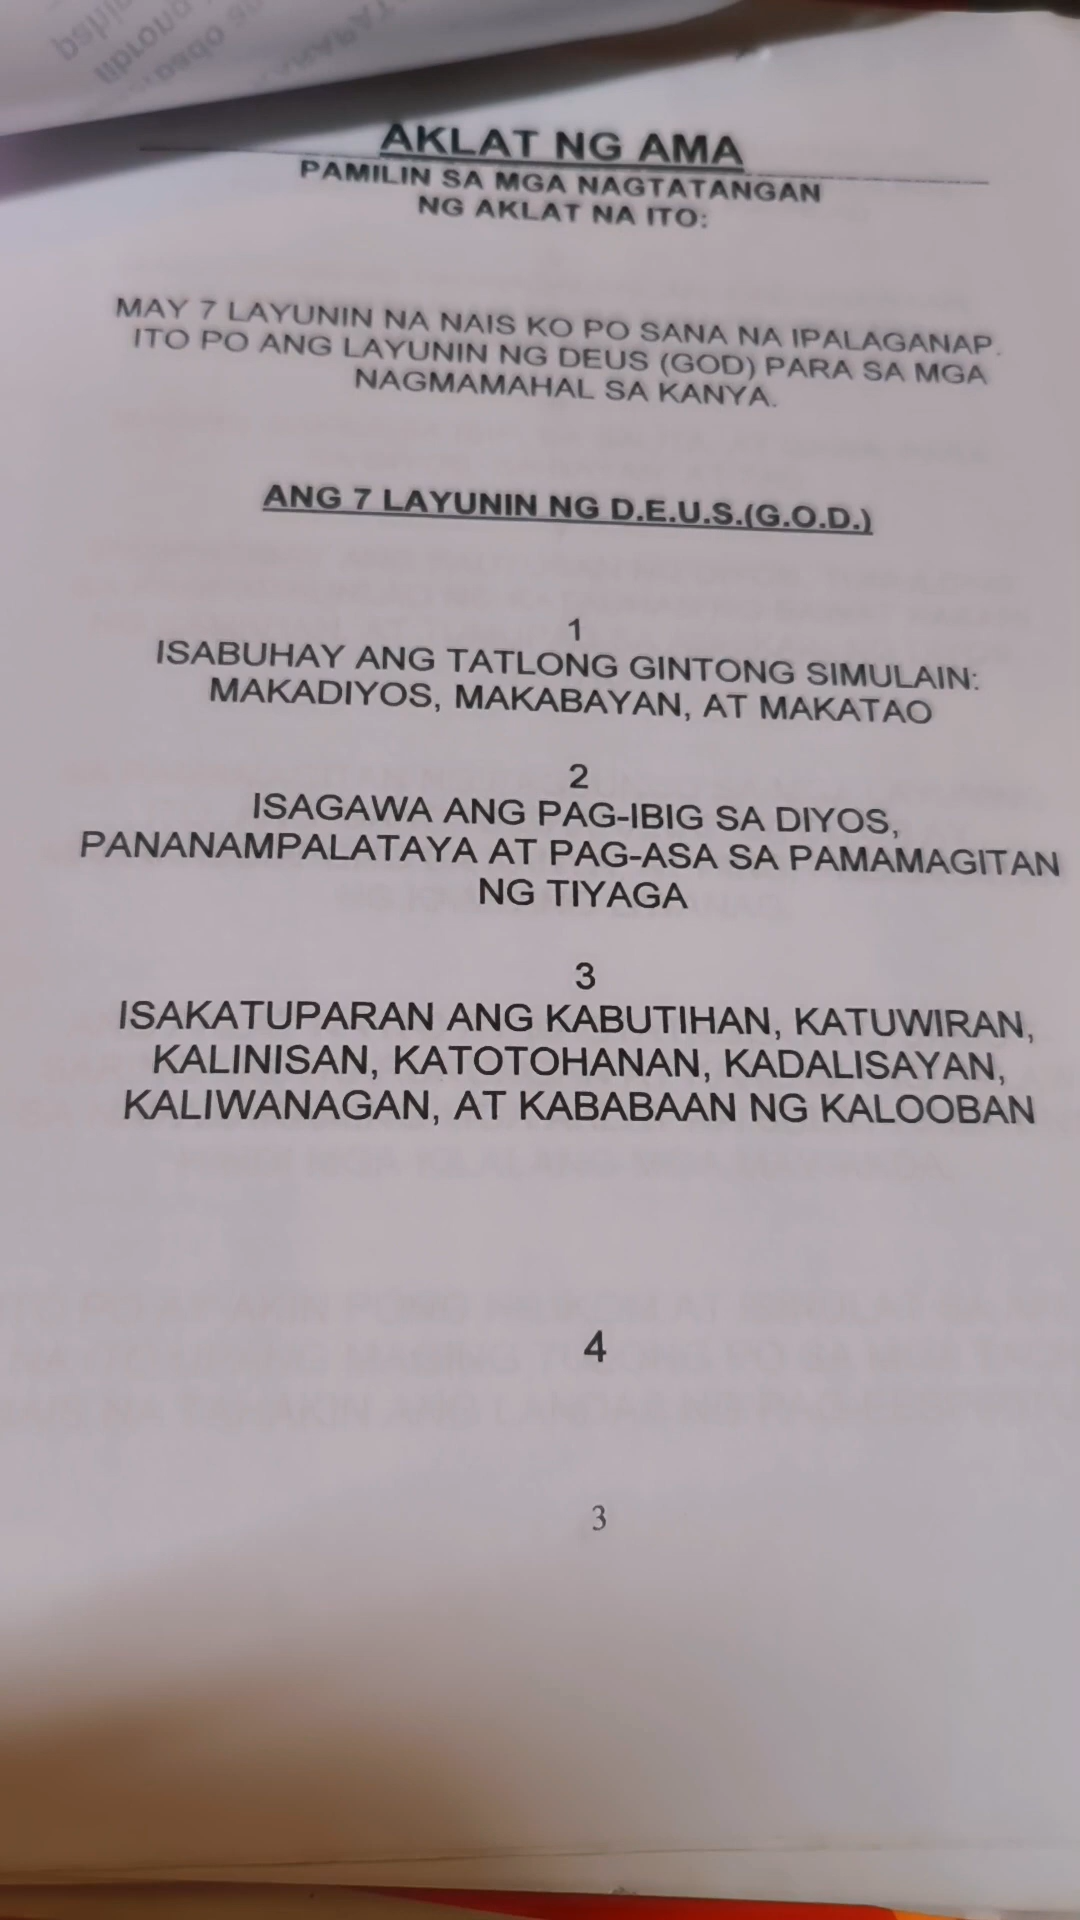 AKLAT NG AMA
PAMILIN SA MGA NAGTATANGAN
NG AKLAT NA ITO:
MAY 7 LAYUNIN NA NAIS KO PO SANA NA IPALAGANAP.
ITO PO ANG LAYUNIN NG DEUS (GOD) PARA SA MGA
NAGMAMAHAL SA KANYA.
ANG 7 LAYUNIN NG D.E.U.S.(G.O.D.)
1
ISABUHAY ANG TATLONG GINTONG SIMULAIN:
MAKADIYOS, MAKABAYAN, AT MAKATAO
2
ISAGAWA ANG PAG-IBIG SA DIYOS,
PANANAMPALATAYA AT PAG-ASA SA PAMAMAGITAN
NG TIYAGA
3
ISAKATUPARAN ANG KABUTIHAN, KATUWIRAN,
KALINISAN, KATOTOHANAN, KADALISAYAN,
KALIWANAGAN, AT KABABAAN NG KALOOBAN
4
3